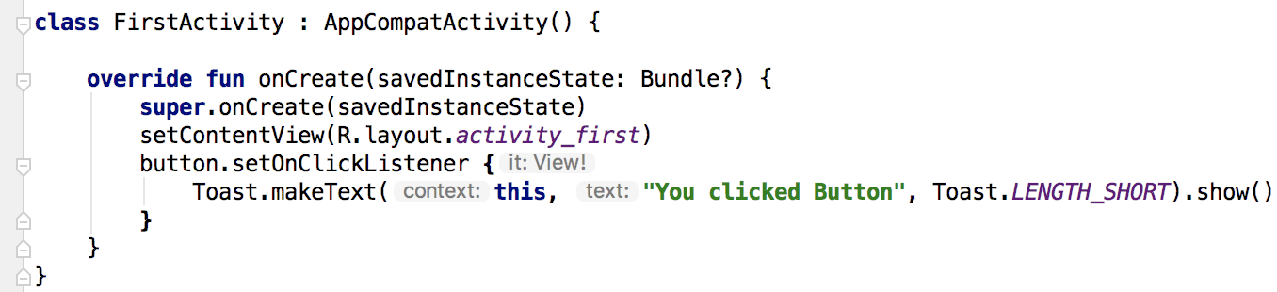 class FirstActivity : AppCompatActivity() {
override fun onCreate(savedInstanceState: Bundle?) {
super.onCreate(savedInstanceState)
setContentView(R.layout.activity_first)
button.setOnClickListener { it: View!
Toast.makeText( context: this, text: "You clicked Button", Toast.LENGTH_SHORT).show()
}
}
}